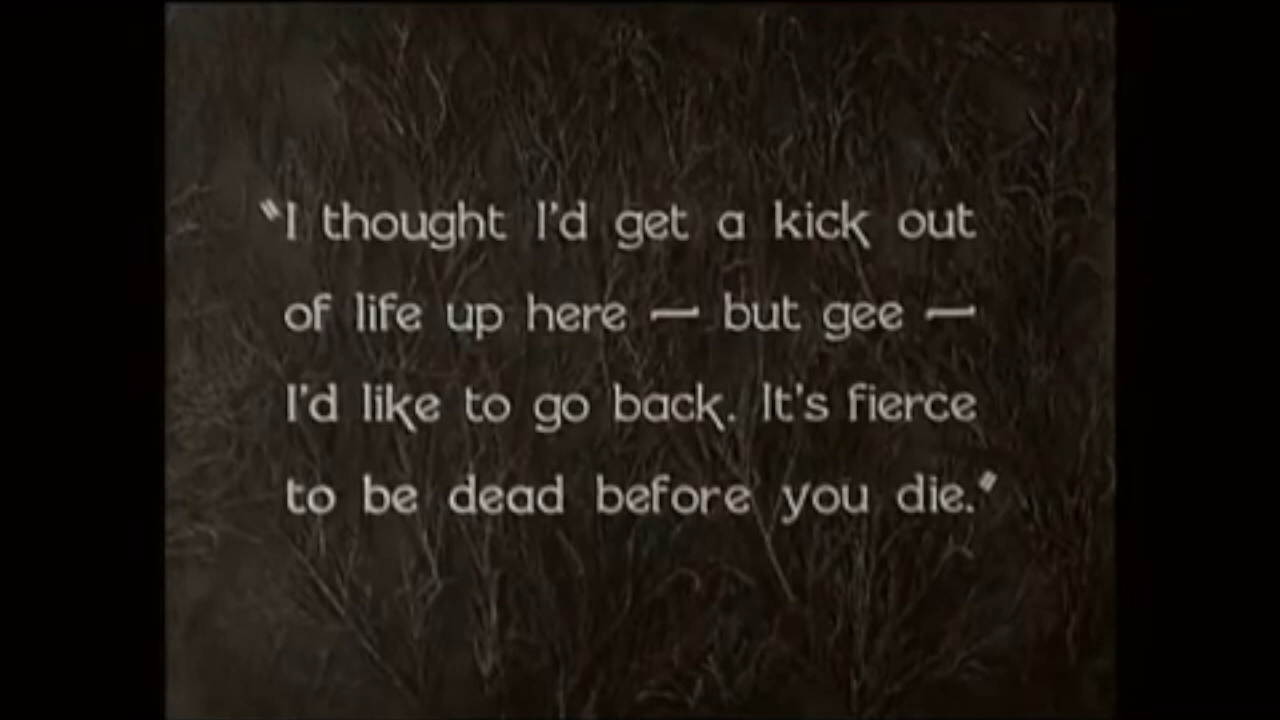 "I thought I'd get a kick out
of life up here — but gee —
I'd like to go back. It's fierce
to be dead before you die."